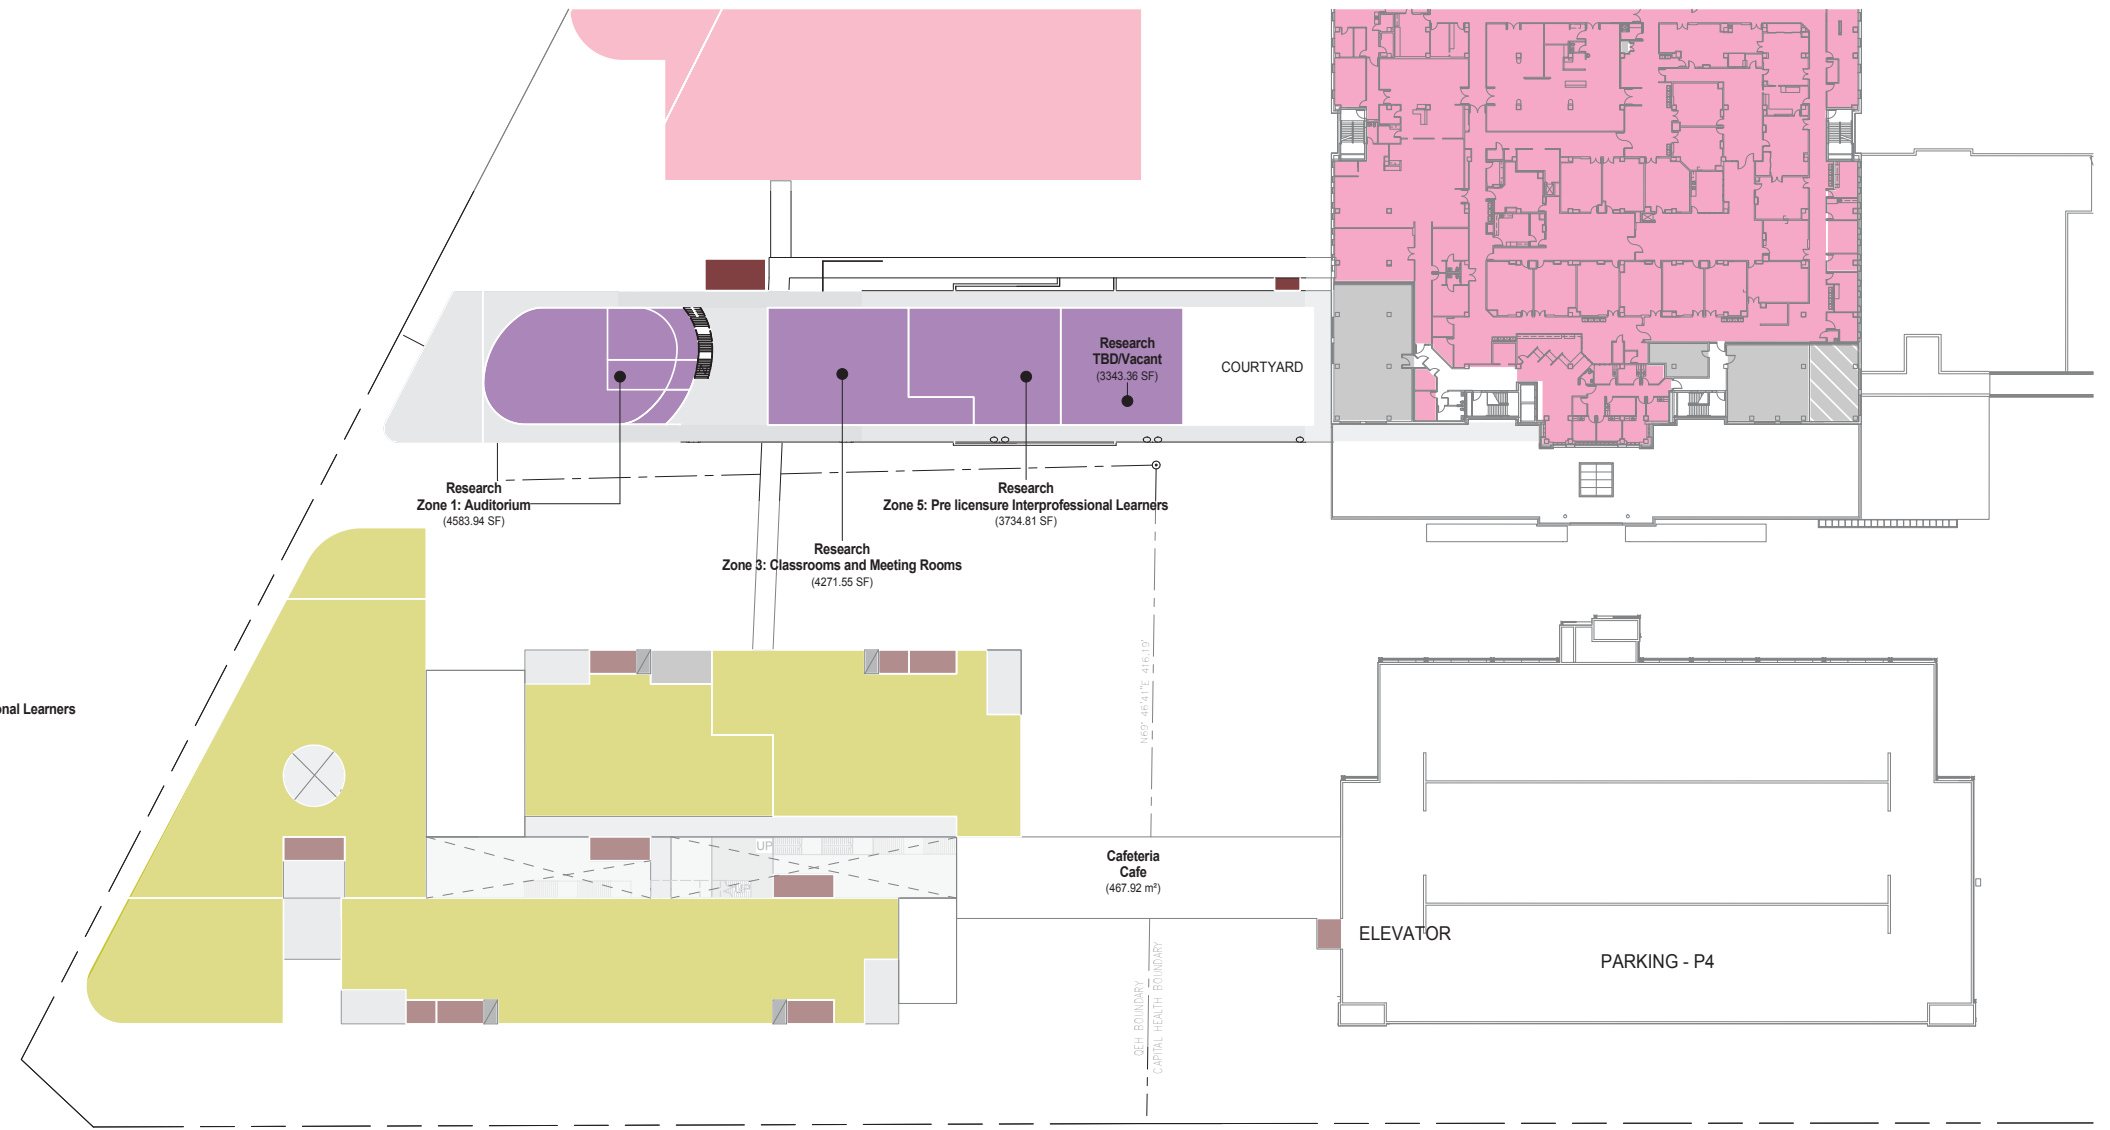 Research
TBD/Vacant
(3343.36 SF)
COURTYARD
Research
Zone 1: Auditorium
(4583.94 SF)
Research
Zone 5: Pre licensure Interprofessional Learners
(3734.81 SF)
Research
Zone 3: Classrooms and Meeting Rooms
(4271.55 SF)
N69° 46'41"E 416.19'
onal Learners
UP
UP
Cafeteria
Cafe
(467.92 m²)
ELEVATOR
PARKING - P4
QEH BOUNDARY
CAPITAL HEALTH BOUNDARY